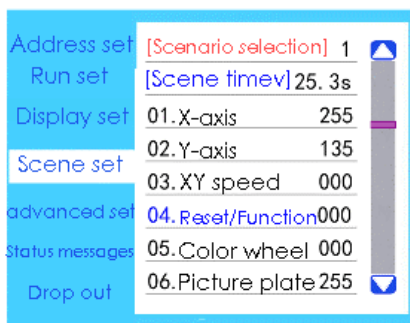 Address set
Run set
Display set
Scene set
advanced set
Status messages
Drop out
[Scenario selection] 1
[Scene timev] 25.3s
01.X-axis 255
02.Y-axis 135
03.XY speed 000
04.Reset/Function 000
05.Color wheel 000
06.Picture plate 255